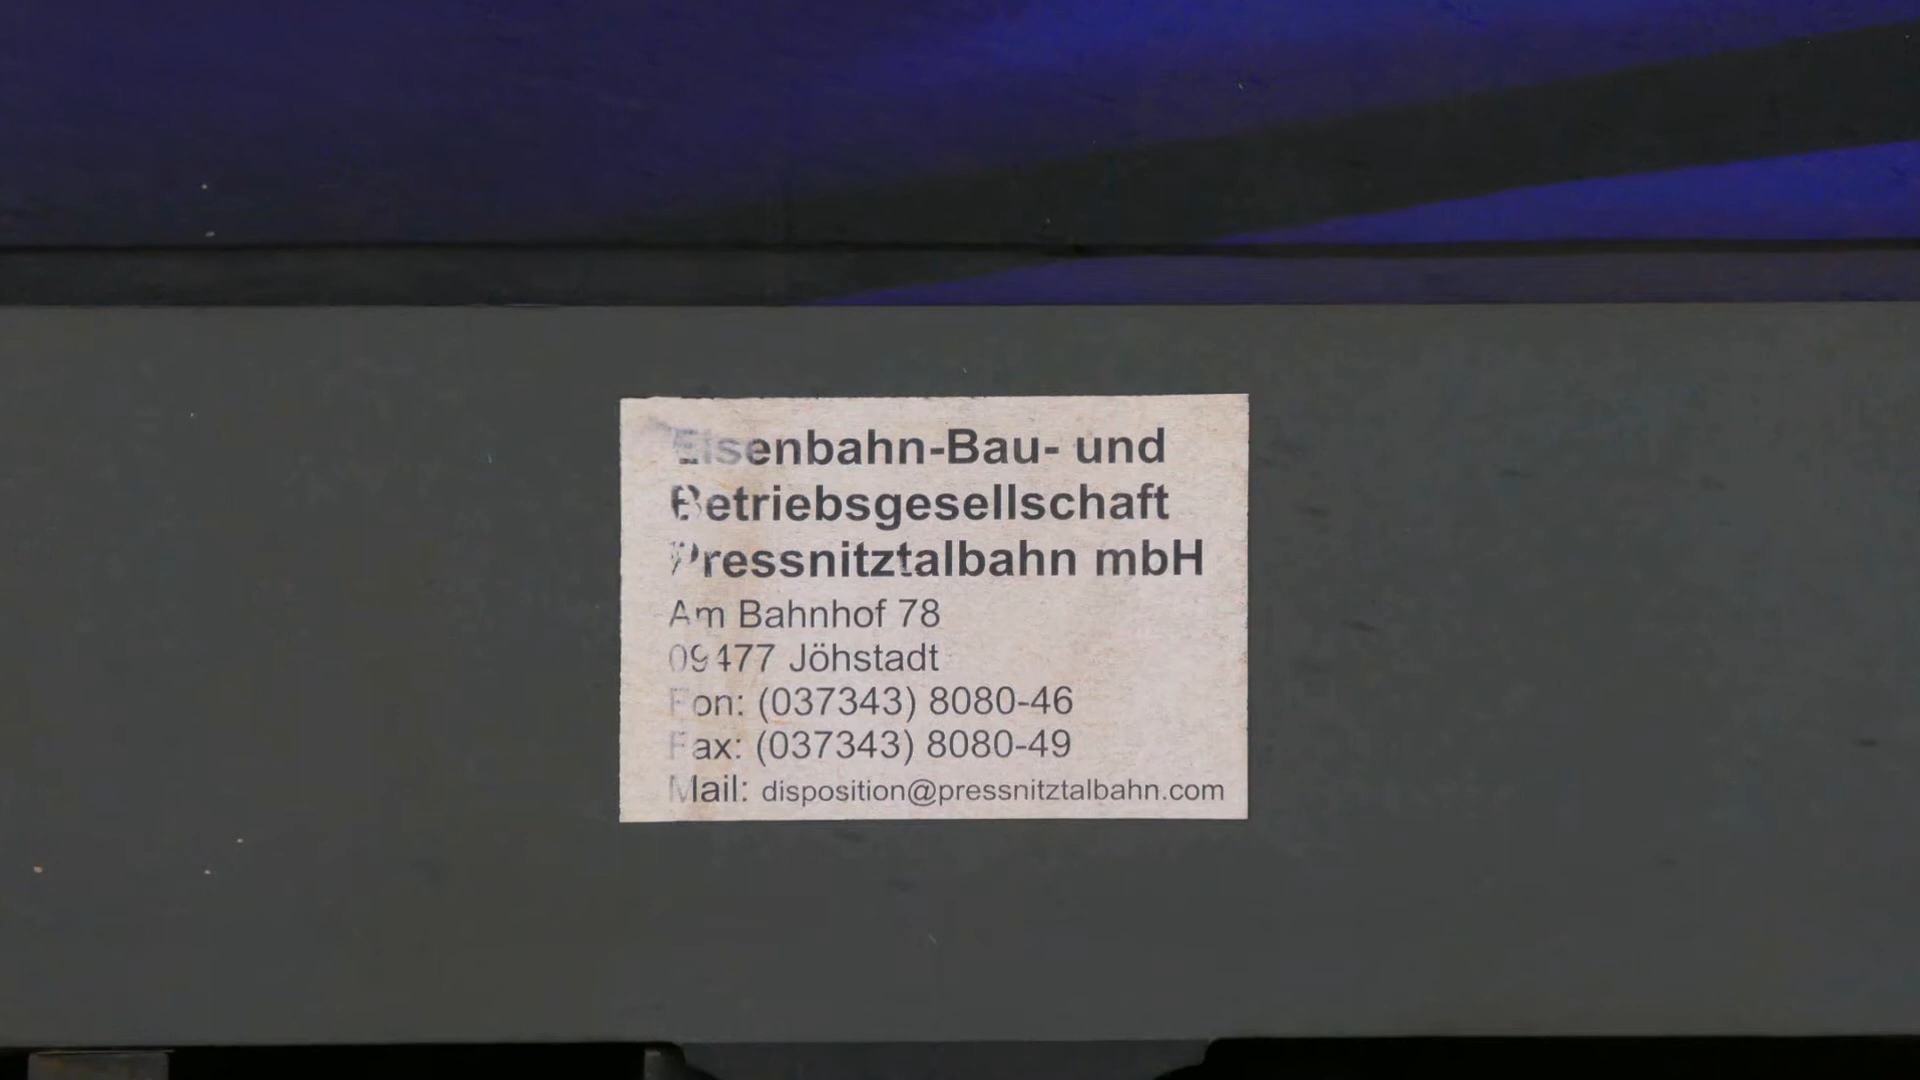 Eisenbahn-Bau- und
Betriebsgesellschaft
Pressnitztalbahn mbH
Am Bahnhof 78
09477 Jöhstadt
Fon: (037343) 8080-46
Fax: (037343) 8080-49
Mail: disposition@pressnitztalbahn.com